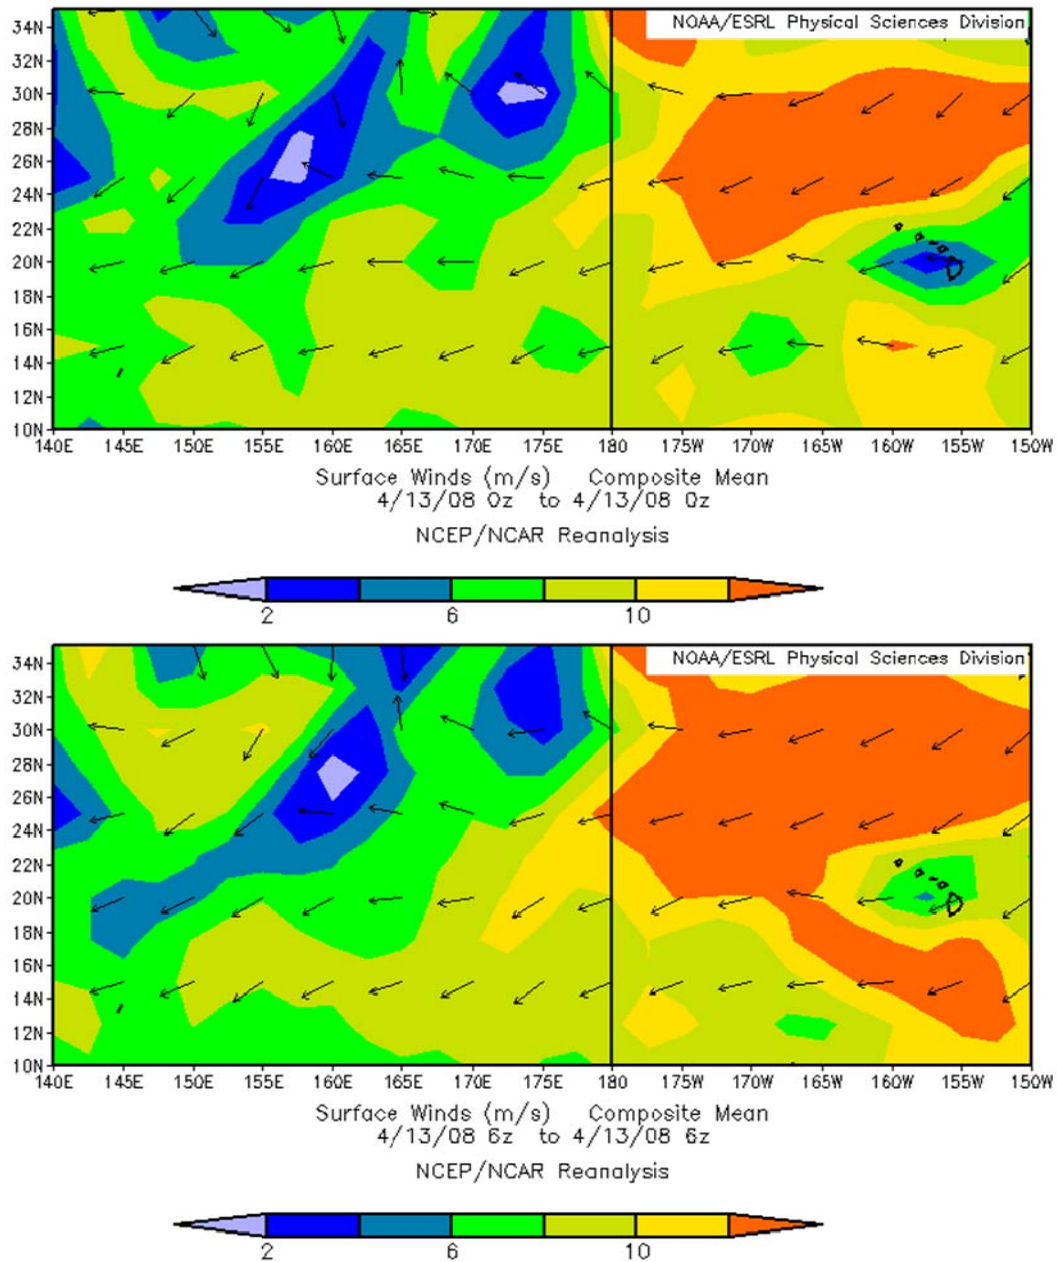 NOAA/ESRL Physical Sciences Division
34N
32N
30N
28N
26N
24N
22N
20N
18N
16N
14N
12N
10N
140E 145E 150E 155E 160E 165E 170E 175E 180 175W 170W 165W 160W 155W 150W
Surface Winds (m/s) Composite Mean
4/13/08 0z to 4/13/08 0z
NCEP/NCAR Reanalysis
2 6 10
NOAA/ESRL Physical Sciences Division
34N
32N
30N
28N
26N
24N
22N
20N
18N
16N
14N
12N
10N
140E 145E 150E 155E 160E 165E 170E 175E 180 175W 170W 165W 160W 155W 150W
Surface Winds (m/s) Composite Mean
4/13/08 6z to 4/13/08 6z
NCEP/NCAR Reanalysis
2 6 10